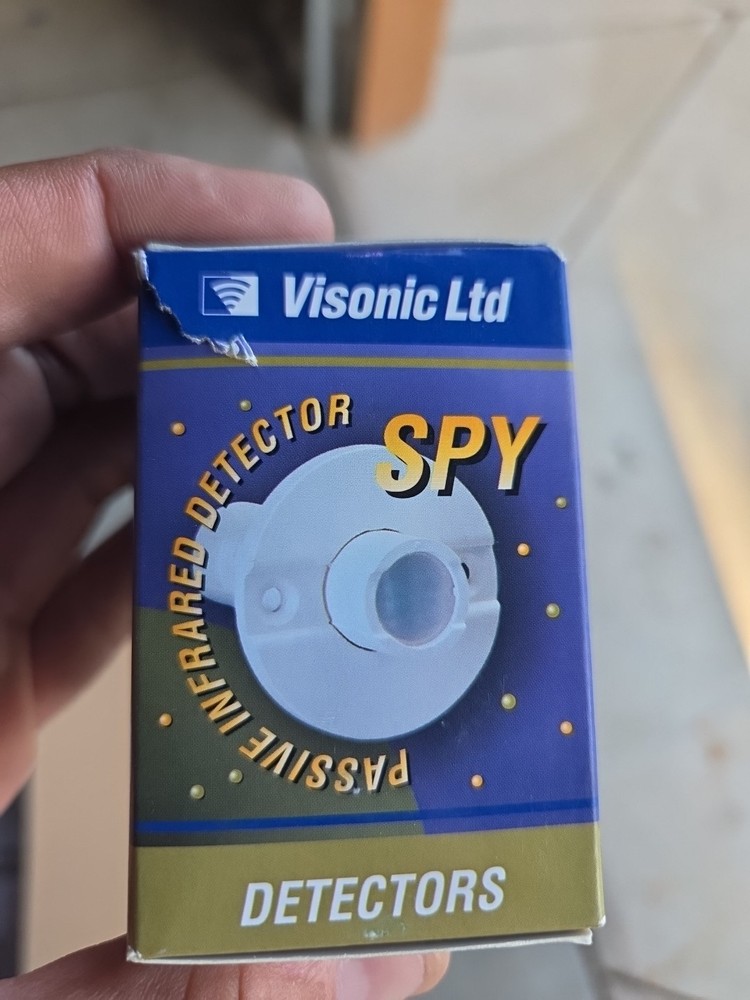 Visonic Ltd
SPY
PASSIVE INFRARED DETECTOR
DETECTORS